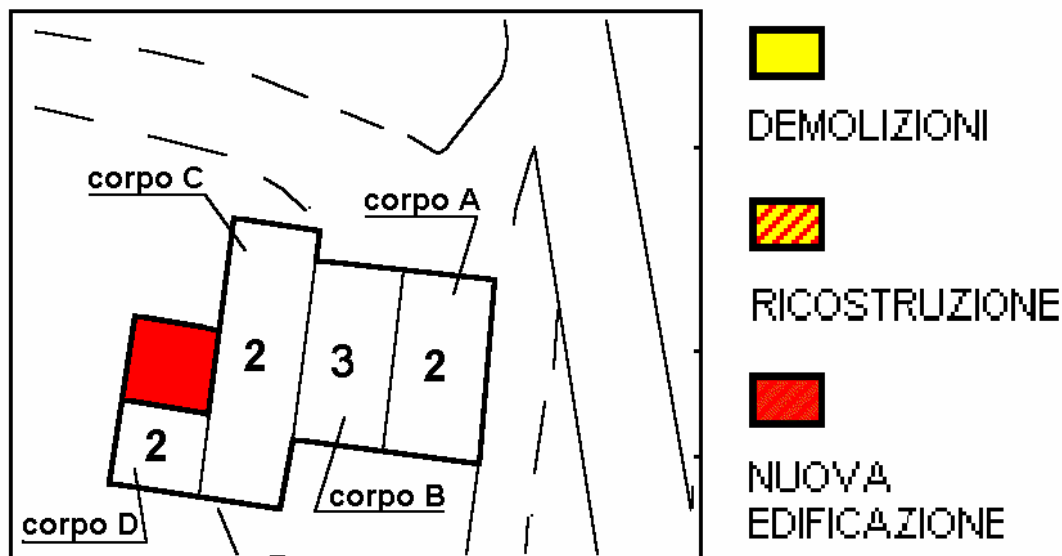 corpo C
corpo A
2
3
2
2
corpo B
corpo D
DEMOLIZIONI
RICOSTRUZIONE
NUOVA
EDIFICAZIONE